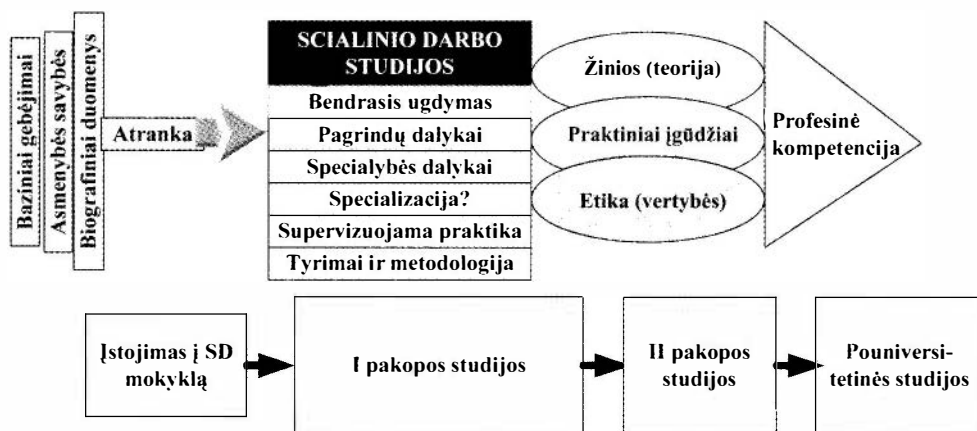 Baziniai gebėjimai
Asmenybės savybės
Biografiniai duomenys
Atranka
SCIALINIO DARBO
STUDIJOS
Bendrasis ugdymas
Pagrindų dalykai
Specialybės dalykai
Specializacija?
Supervizuojama praktika
Tyrimai ir metodologija
Žinios (teorija)
Praktiniai įgūdžiai
Etika (vertybės)
Profesinė
kompetencija
Įstojimas į SD
mokyklą
I pakopos studijos
II pakopos
studijos
Pouniversi-
tetinės studijos